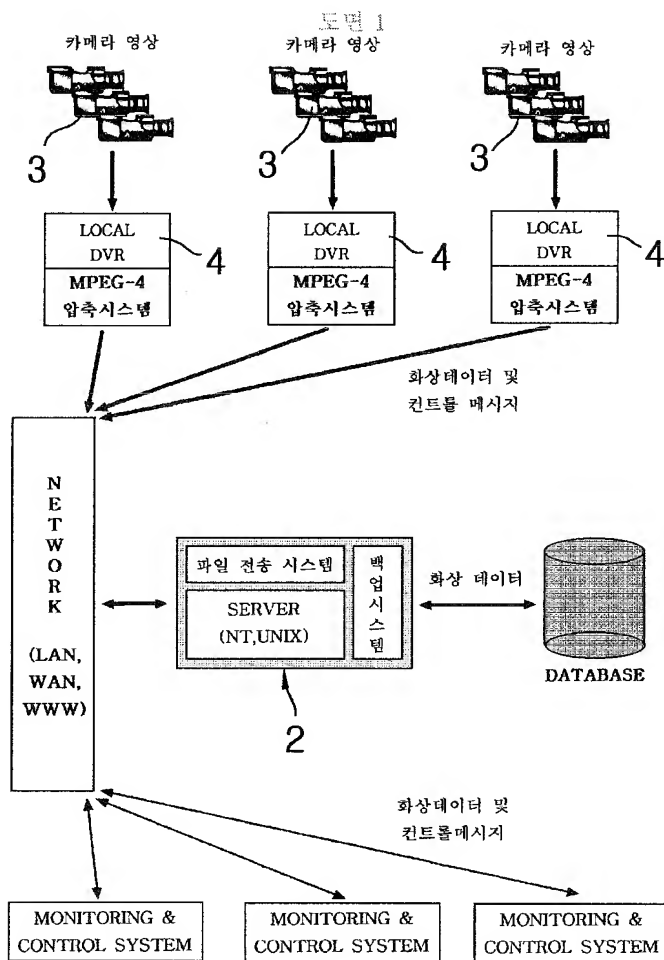 도면 1
카메라 영상
카메라 영상
카메라 영상
3
3
3
LOCAL
DVR
4
MPEG-4
압축시스템
LOCAL
DVR
4
MPEG-4
압축시스템
LOCAL
DVR
4
MPEG-4
압축시스템
화상데이터 및
컨트롤 메시지
NETWORK
(LAN,
WAN,
WWW)
파일 전송 시스템
SERVER
(NT,UNIX)
백업시스템
화상 데이터
DATABASE
2
화상데이터 및
컨트롤메시지
MONITORING &
CONTROL SYSTEM
MONITORING &
CONTROL SYSTEM
MONITORING &
CONTROL SYSTEM